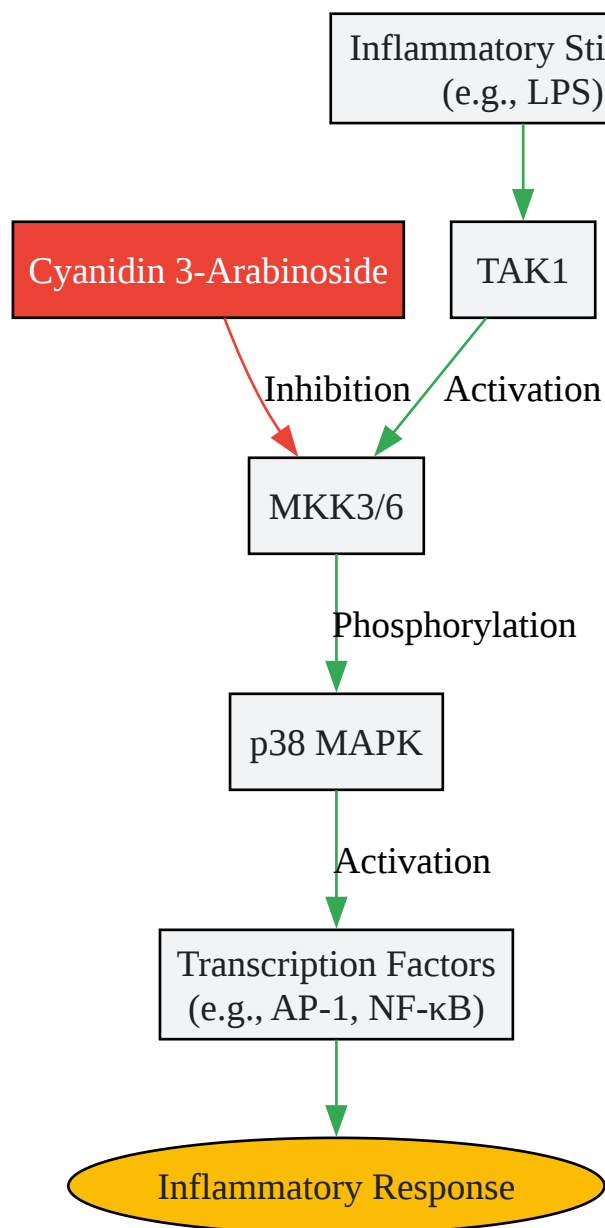 Inflammatory Sti
(e.g., LPS)
Cyanidin 3-Arabinoside
TAK1
Inhibition
Activation
MKK3/6
Phosphorylation
p38 MAPK
Activation
Transcription Factors
(e.g., AP-1, NF-κB)
Inflammatory Response